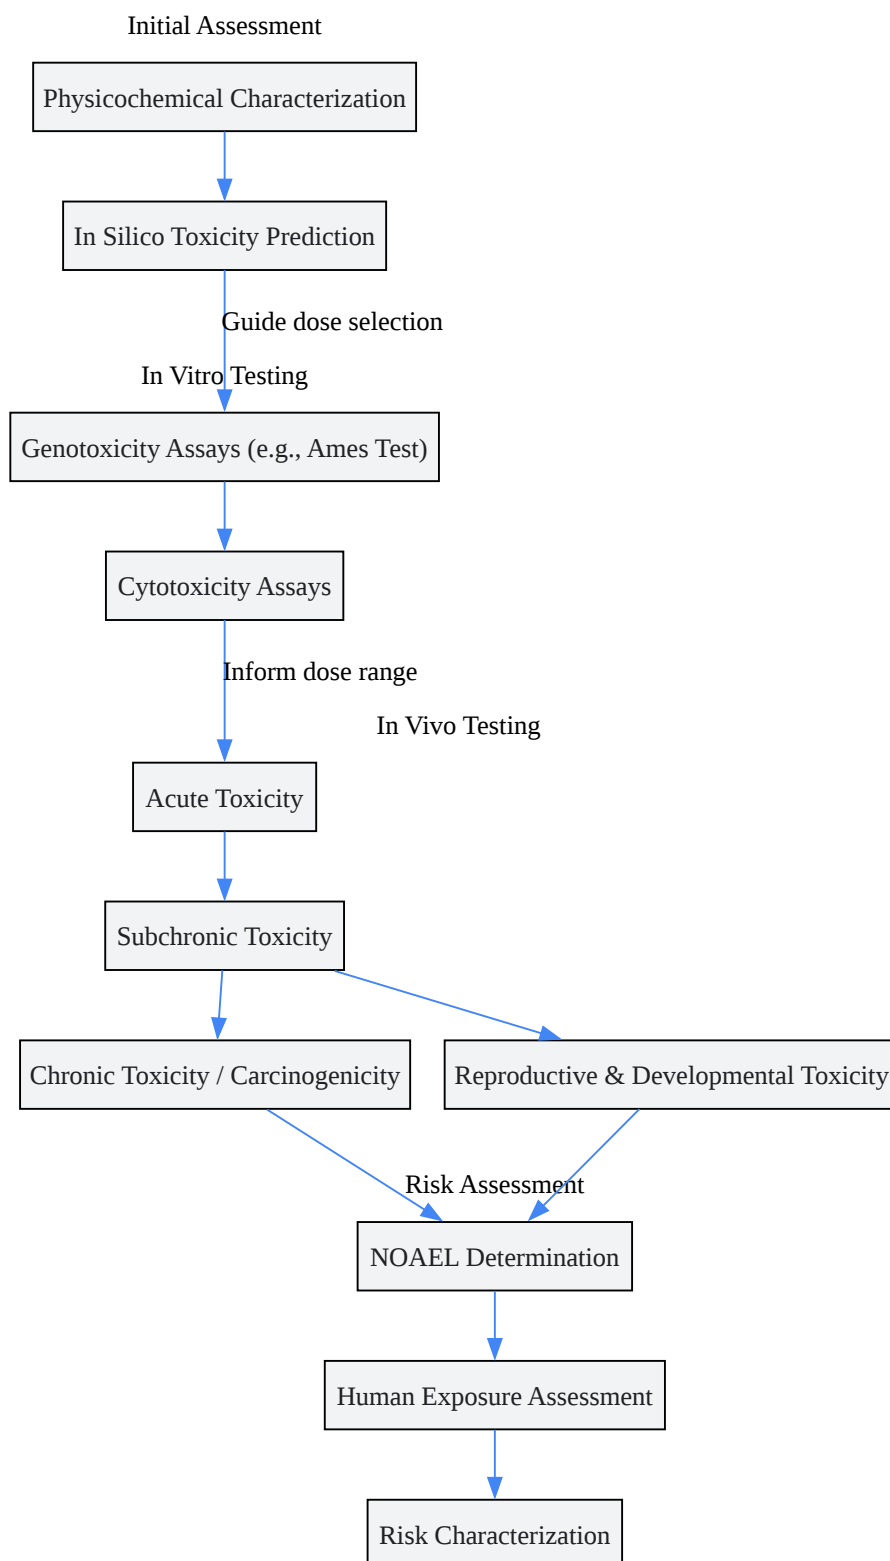 Initial Assessment
Physicochemical Characterization
In Silico Toxicity Prediction
Guide dose selection
In Vitro Testing
Genotoxicity Assays (e.g., Ames Test)
Cytotoxicity Assays
Inform dose range
In Vivo Testing
Acute Toxicity
Subchronic Toxicity
Chronic Toxicity / Carcinogenicity
Reproductive & Developmental Toxicity
Risk Assessment
NOAEL Determination
Human Exposure Assessment
Risk Characterization